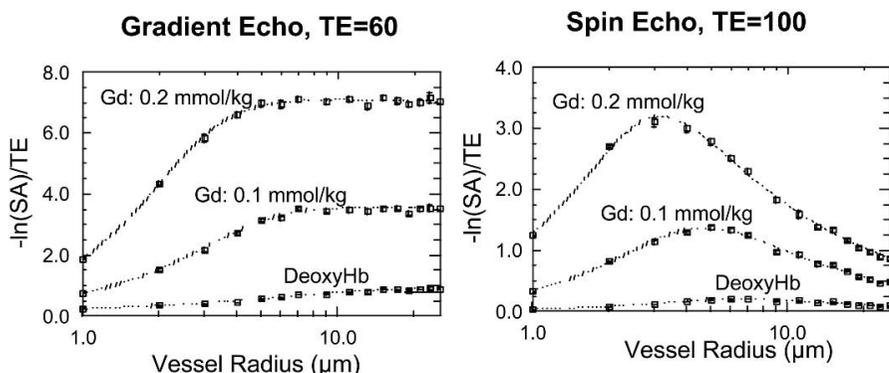 Gradient Echo, TE=60
8.0
6.0
4.0
2.0
0.0
-ln(SA)/TE
Gd: 0.2 mmol/kg
Gd: 0.1 mmol/kg
DeoxyHb
1.0
10.0
Vessel Radius (μm)
Spin Echo, TE=100
4.0
3.0
2.0
1.0
0.0
-ln(SA)/TE
Gd: 0.2 mmol/kg
Gd: 0.1 mmol/kg
DeoxyHb
1.0
10.0
Vessel Radius (μm)